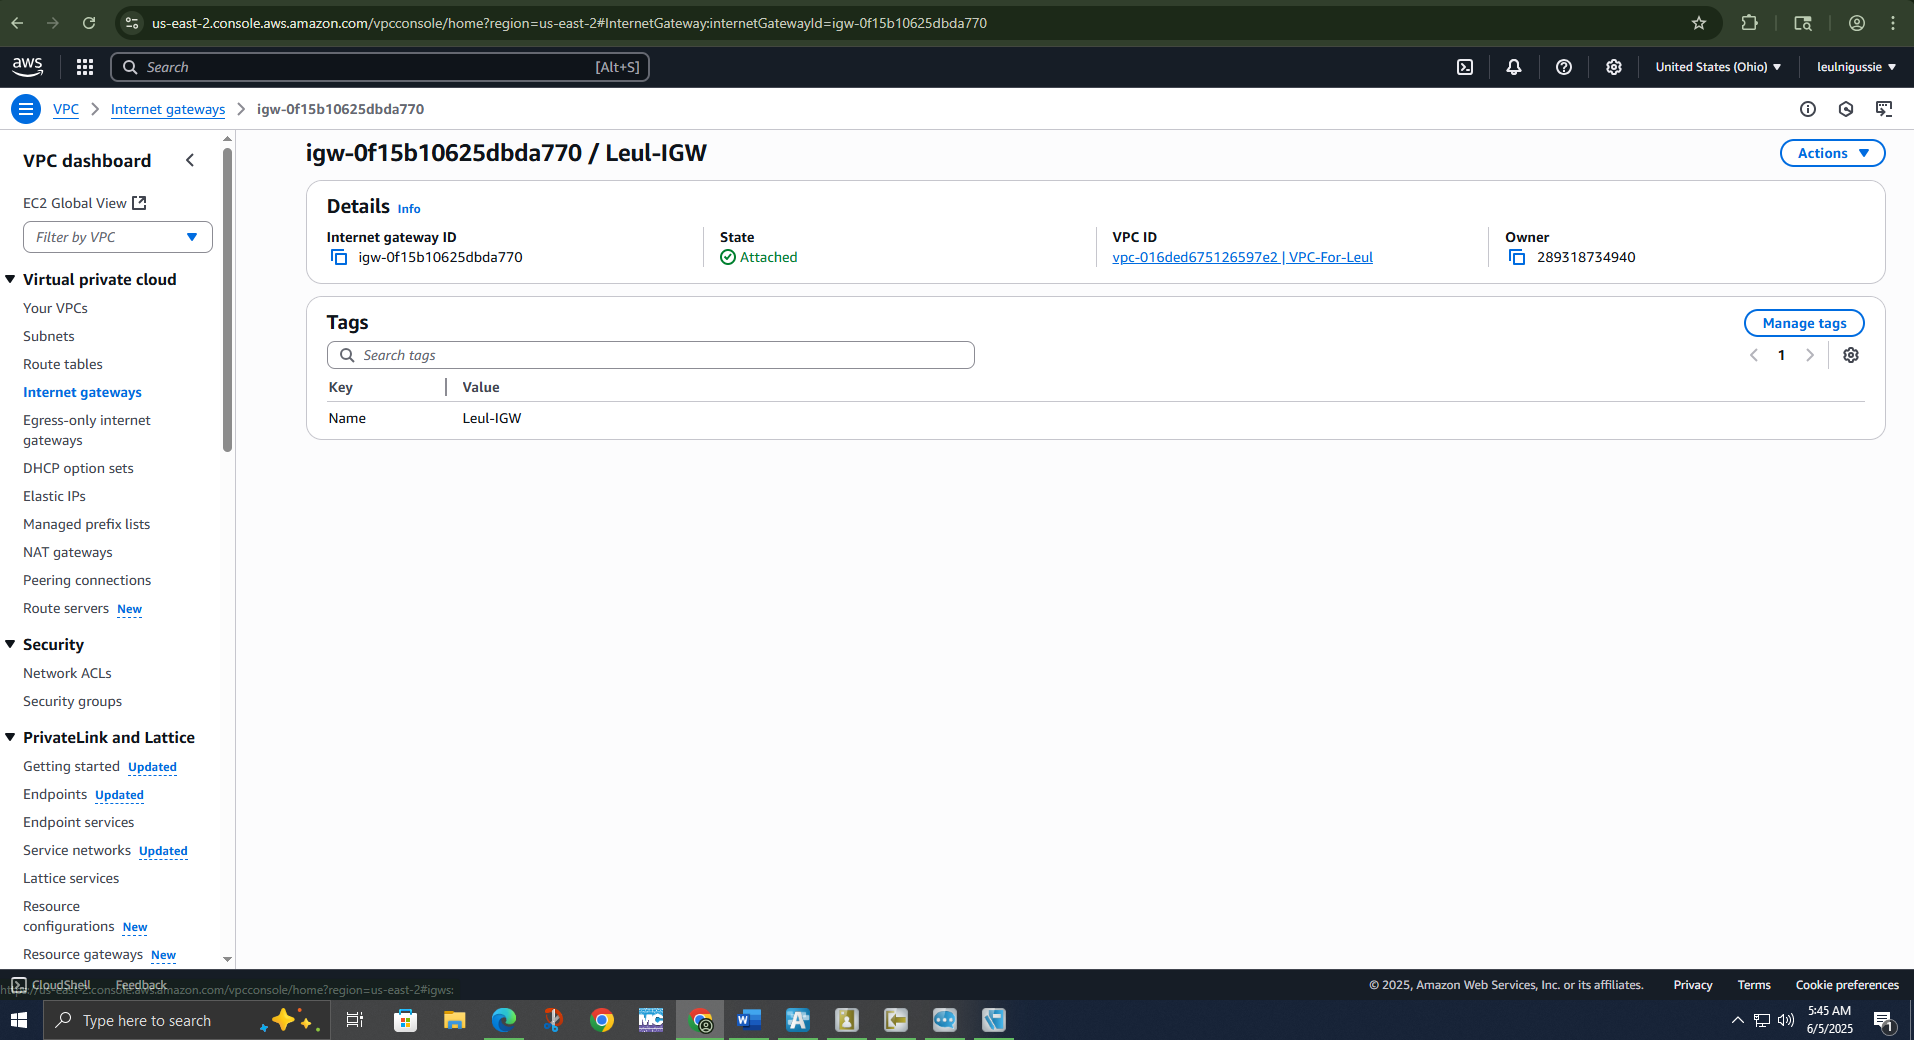 us-east-2.console.aws.amazon.com/vpcconsole/home?region=us-east-2#InternetGateway:internetGatewayId=igw-0f15b10625dbda770
aws Search [Alt+S] United States (Ohio) leulnigussie
VPC Internet gateways igw-0f15b10625dbda770
VPC dashboard
EC2 Global View
Filter by VPC
Virtual private cloud
Your VPCs
Subnets
Route tables
Internet gateways
Egress-only internet
gateways
DHCP option sets
Elastic IPs
Managed prefix lists
NAT gateways
Peering connections
Route servers New
Security
Network ACLs
Security groups
PrivateLink and Lattice
Getting started Updated
Endpoints Updated
Endpoint services
Service networks Updated
Lattice services
Resource
configurations New
Resource gateways New
igw-0f15b10625dbda770 / Leul-IGW
Actions
Details Info
Internet gateway ID
igw-0f15b10625dbda770
State
Attached
VPC ID
vpc-016ded675126597e2 | VPC-For-Leul
Owner
289318734940
Tags
Manage tags
Search tags
1
Key Value
Name Leul-IGW
CloudShell Feedback
https://us-east-2.console.aws.amazon.com/vpcconsole/home?region=us-east-2#igws:
© 2025, Amazon Web Services, Inc. or its affiliates. Privacy Terms Cookie preferences
Type here to search
MC
5:45 AM
6/5/2025
1